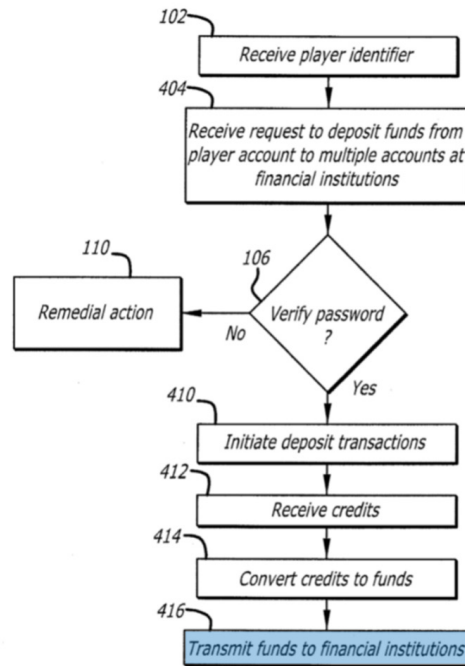 102
Receive player identifier
404
Receive request to deposit funds from
player account to multiple accounts at
financial institutions
110
106
Remedial action
Verify password
?
No
Yes
410
Initiate deposit transactions
412
Receive credits
414
Convert credits to funds
416
Transmit funds to financial institutions